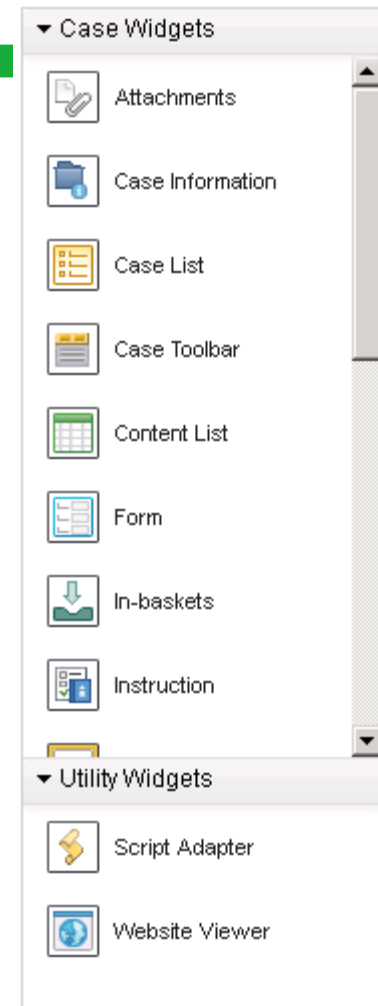 Case Widgets
Attachments
Case Information
Case List
Case Toolbar
Content List
Form
In-baskets
Instruction
Utility Widgets
Script Adapter
Website Viewer